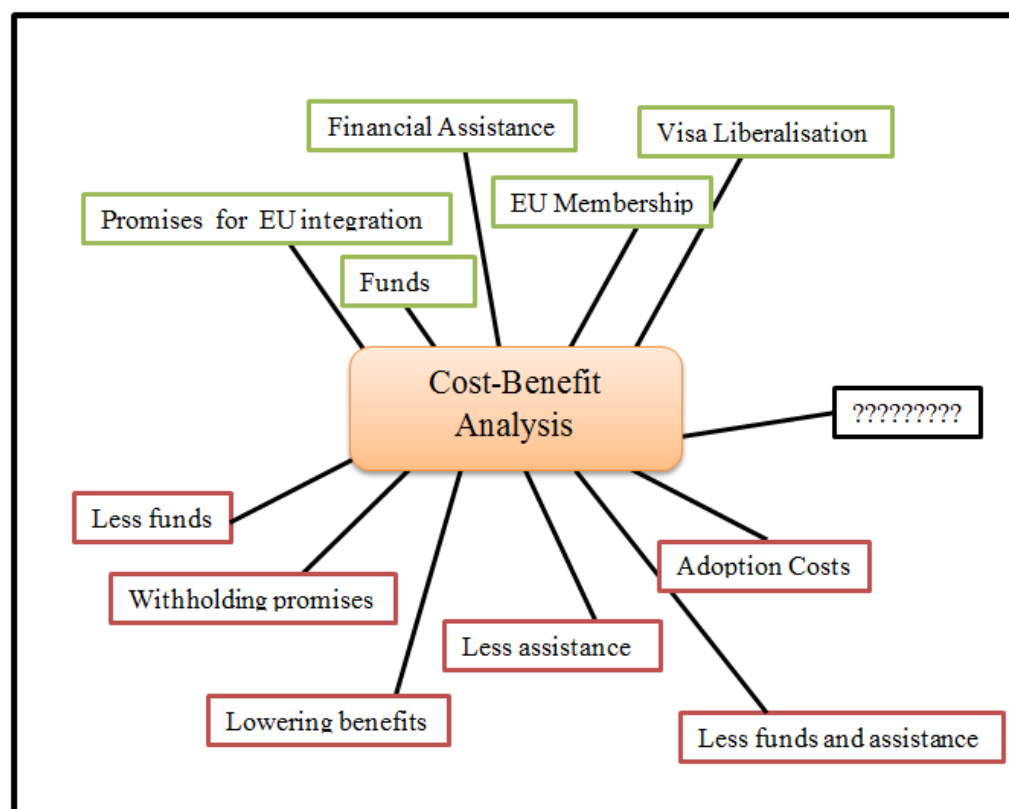 Financial Assistance
Visa Liberalisation
EU Membership
Promises for EU integration
Funds
Cost-Benefit
Analysis
?????????
Less funds
Adoption Costs
Withholding promises
Less assistance
Lowering benefits
Less funds and assistance